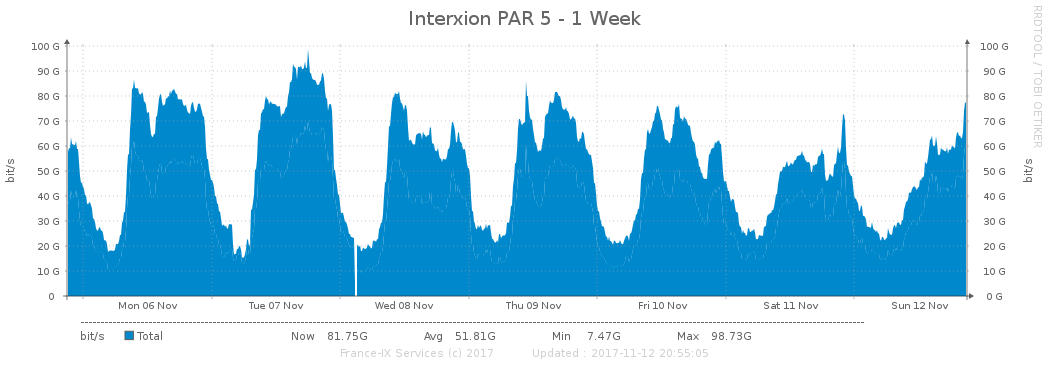 Interxion PAR 5 - 1 Week
RRDTOOL / TOBI OETIKER
bit/s
100 G
90 G
80 G
70 G
60 G
50 G
40 G
30 G
20 G
10 G
0
100 G
90 G
80 G
70 G
60 G
50 G
40 G
30 G
20 G
10 G
0 G
bit/s
Mon 06 Nov Tue 07 Nov Wed 08 Nov Thu 09 Nov Fri 10 Nov Sat 11 Nov Sun 12 Nov
bit/s Total Now 81.75G Avg 51.81G Min 7.47G Max 98.73G
France-IX Services (c) 2017 Updated : 2017-11-12 20:55:05